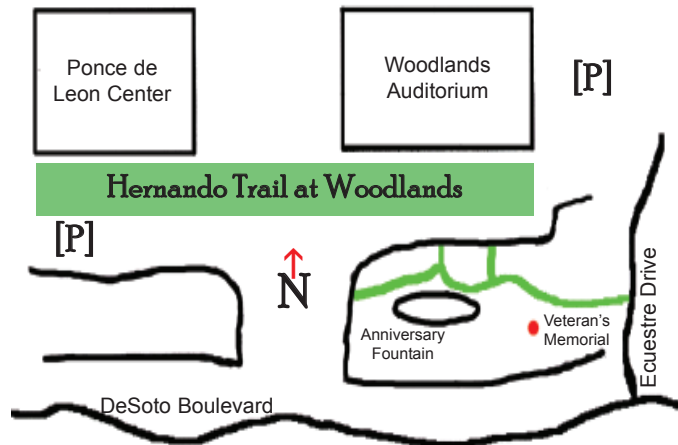 Ponce de
Leon Center
Woodlands
Auditorium
[P]
Hernando Trail at Woodlands
[P]
N
Anniversary
Fountain
Veteran's
Memorial
Ecuestre Drive
DeSoto Boulevard